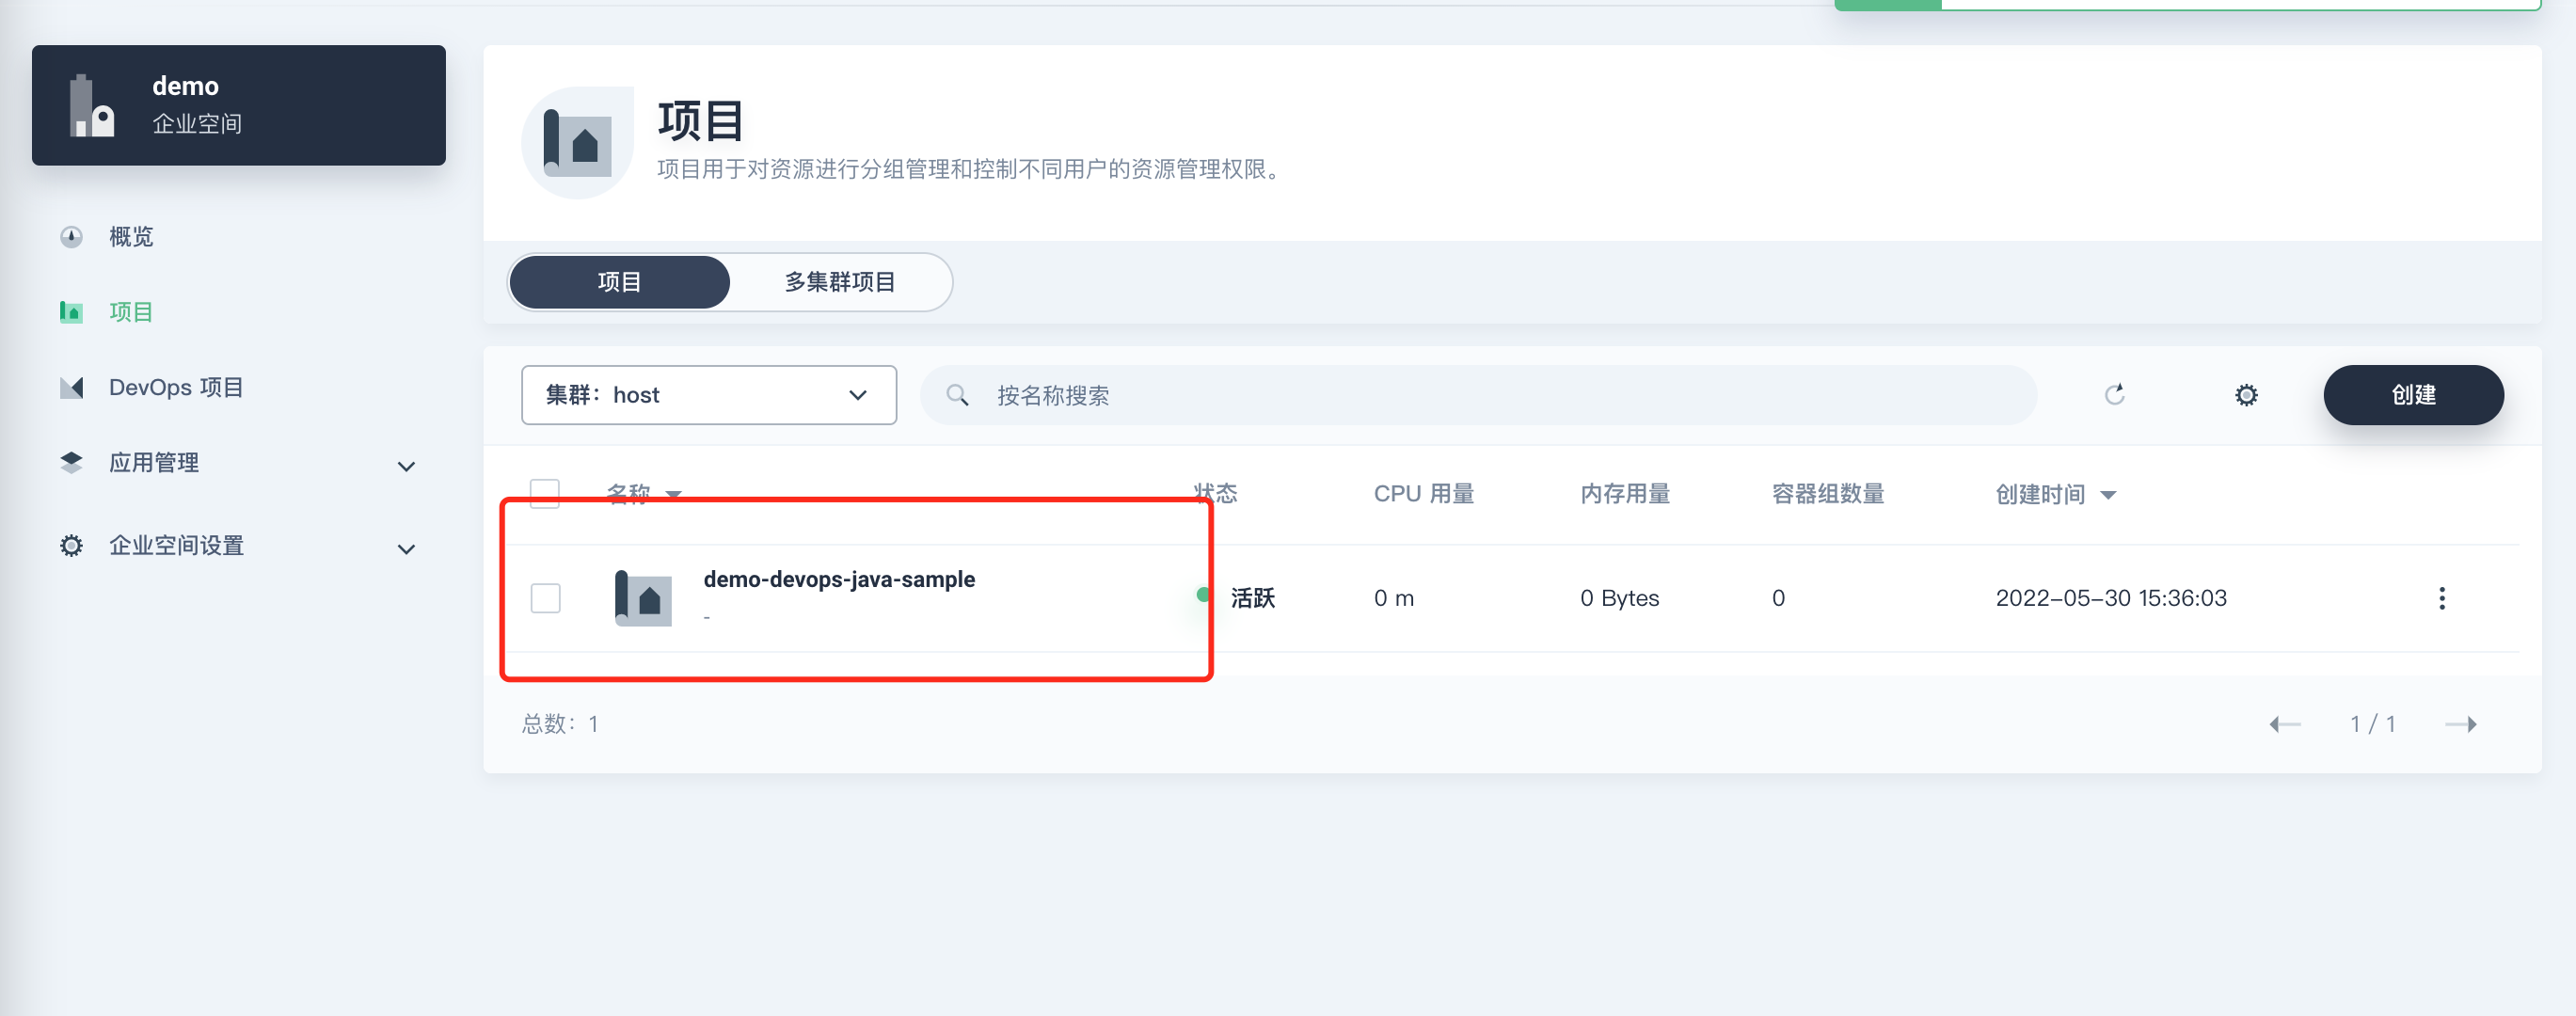 demo
企业空间
概览
项目
DevOps 项目
应用管理
企业空间设置
项目
项目用于对资源进行分组管理和控制不同用户的资源管理权限。
项目 多集群项目
集群：host 按名称搜索 创建
名称 状态 CPU 用量 内存用量 容器组数量 创建时间
demo-devops-java-sample 活跃 0 m 0 Bytes 0 2022-05-30 15:36:03
-
总数：1 1 / 1